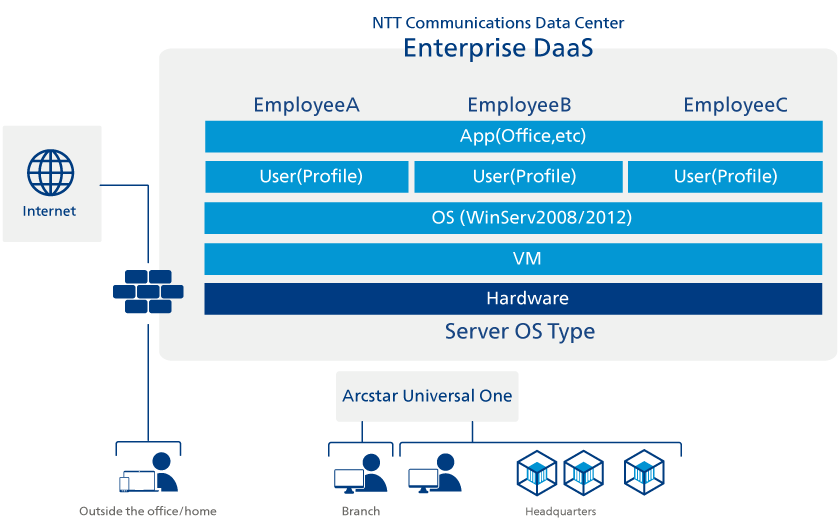 NTT Communications Data Center
Enterprise DaaS
EmployeeA EmployeeB EmployeeC
App(Office,etc)
User(Profile) User(Profile) User(Profile)
Internet
OS (WinServ2008/2012)
VM
Hardware
Server OS Type
Arcstar Universal One
Outside the office/home Branch Headquarters